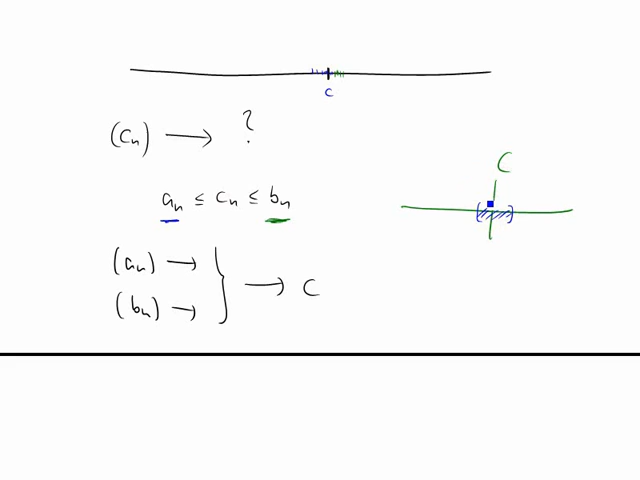 c
(cₙ) → ?
C
aₙ ≤ cₙ ≤ bₙ
(aₙ) →
(bₙ) →
} → C